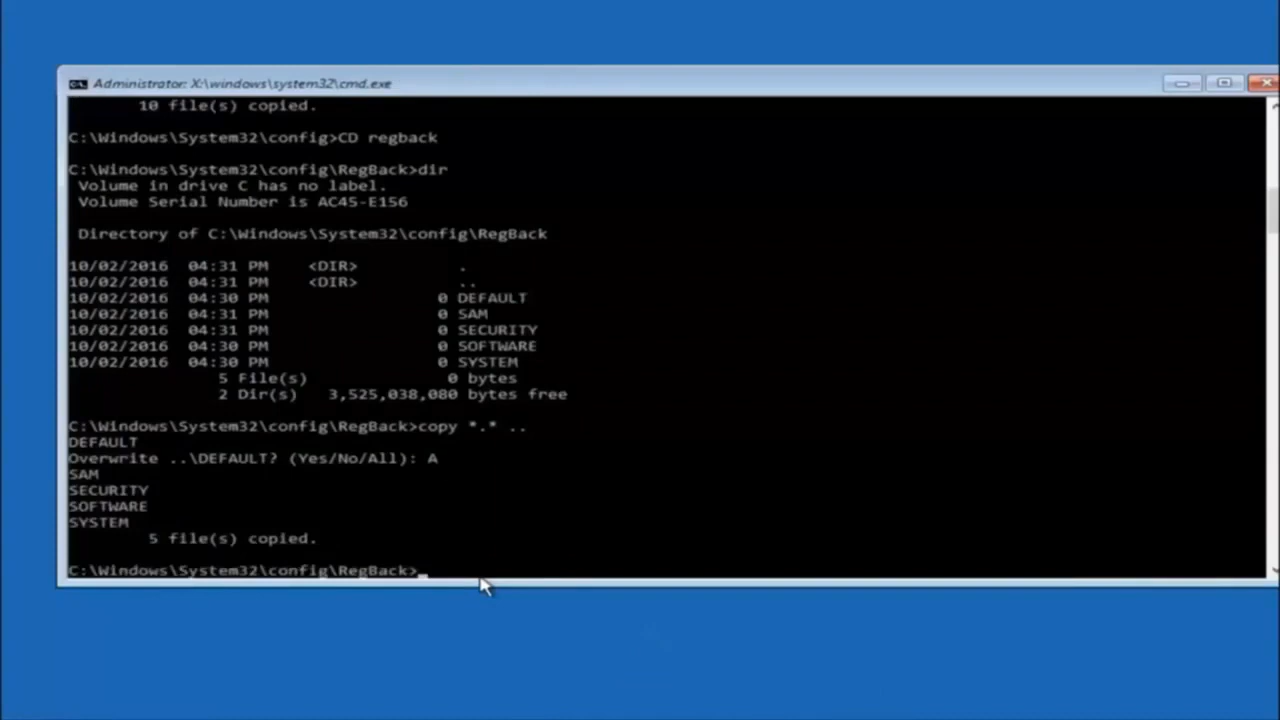 Administrator: X:\windows\system32\cmd.exe
10 file(s) copied.
C:\Windows\System32\config>CD regback
C:\Windows\System32\config\RegBack>dir
Volume in drive C has no label.
Volume Serial Number is AC45-E156
Directory of C:\Windows\System32\config\RegBack
10/02/2016 04:31 PM <DIR> .
10/02/2016 04:31 PM <DIR> ..
10/02/2016 04:30 PM 0 DEFAULT
10/02/2016 04:31 PM 0 SAM
10/02/2016 04:31 PM 0 SECURITY
10/02/2016 04:30 PM 0 SOFTWARE
10/02/2016 04:30 PM 0 SYSTEM
5 File(s) 0 bytes
2 Dir(s) 3,525,038,080 bytes free
C:\Windows\System32\config\RegBack>copy *.* ..
DEFAULT
Overwrite ..\DEFAULT? (Yes/No/All): A
SAM
SECURITY
SOFTWARE
SYSTEM
5 file(s) copied.
C:\Windows\System32\config\RegBack>_